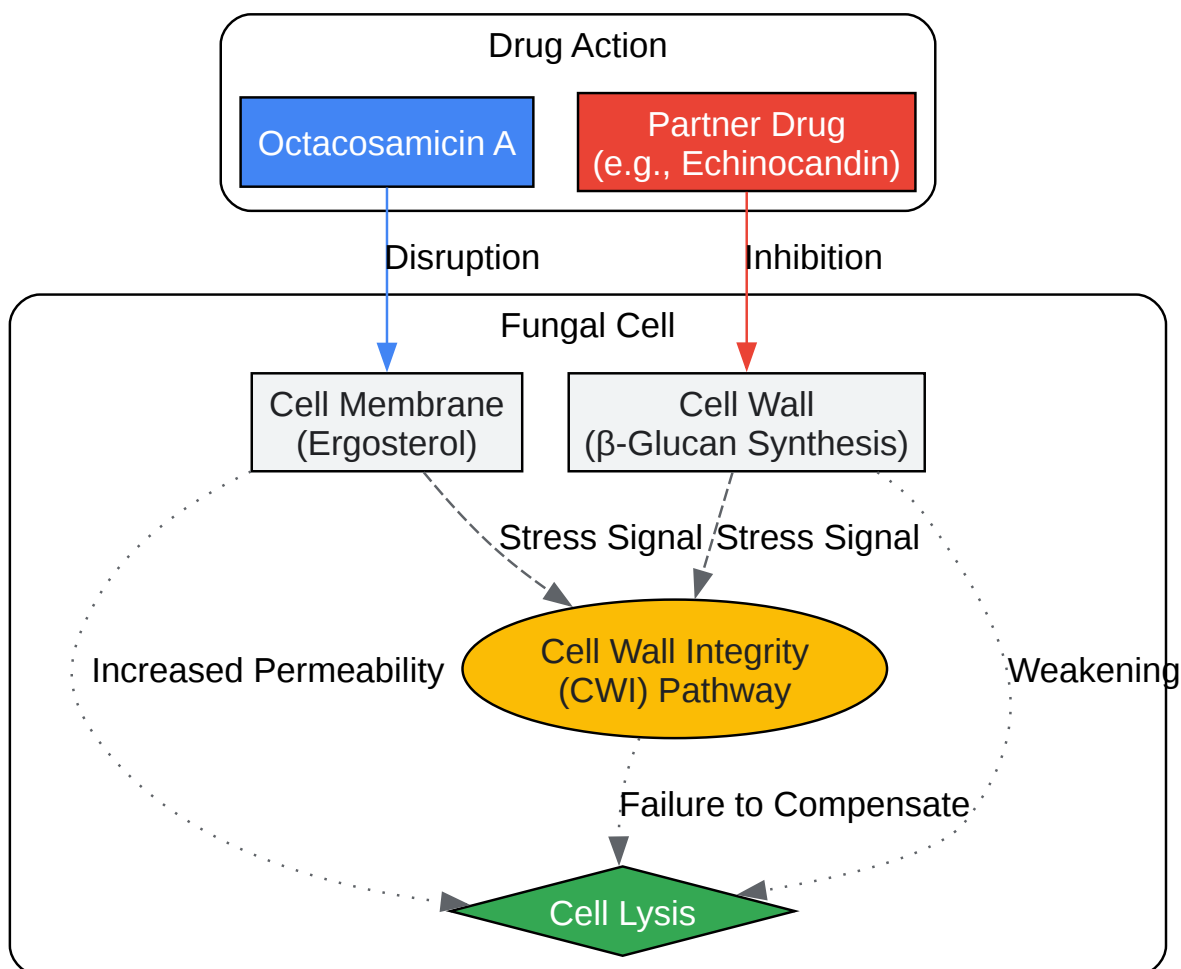 Drug Action
Octacosamicin A
Partner Drug
(e.g., Echinocandin)
Disruption
Inhibition
Fungal Cell
Cell Membrane
(Ergosterol)
Cell Wall
(β-Glucan Synthesis)
Stress Signal
Stress Signal
Increased Permeability
Cell Wall Integrity
(CWI) Pathway
Weakening
Failure to Compensate
Cell Lysis